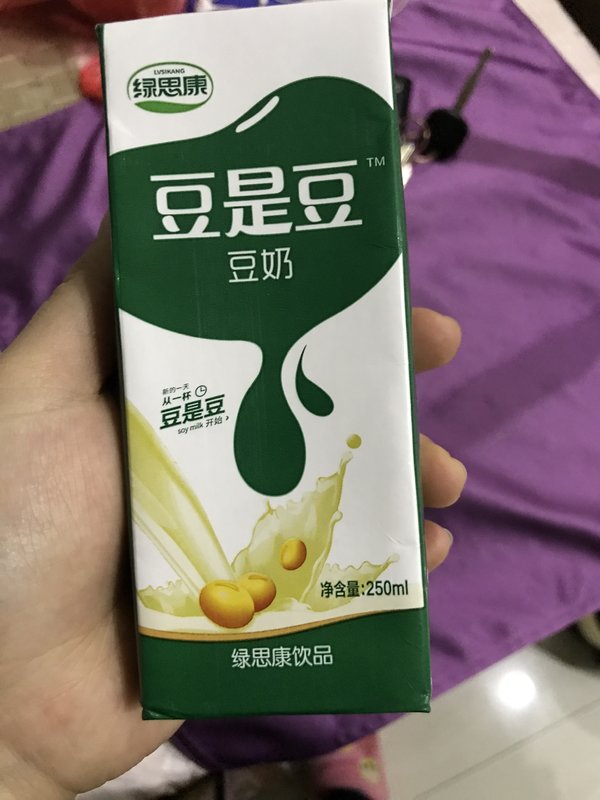 LVSIKANG
绿思康
豆是豆™
豆奶
新的一天
从一杯
豆是豆
soy milk 开始
净含量:250ml
绿思康饮品